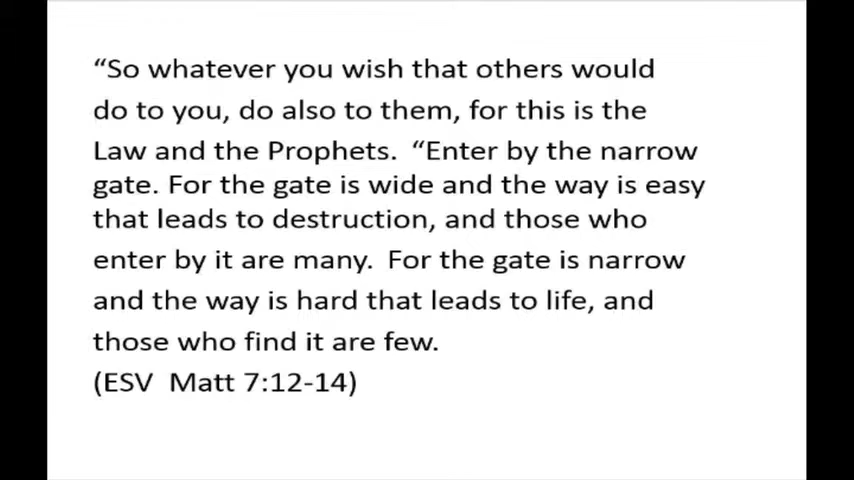 “So whatever you wish that others would
do to you, do also to them, for this is the
Law and the Prophets.  “Enter by the narrow
gate. For the gate is wide and the way is easy
that leads to destruction, and those who
enter by it are many.  For the gate is narrow
and the way is hard that leads to life, and
those who find it are few.
(ESV  Matt 7:12-14)